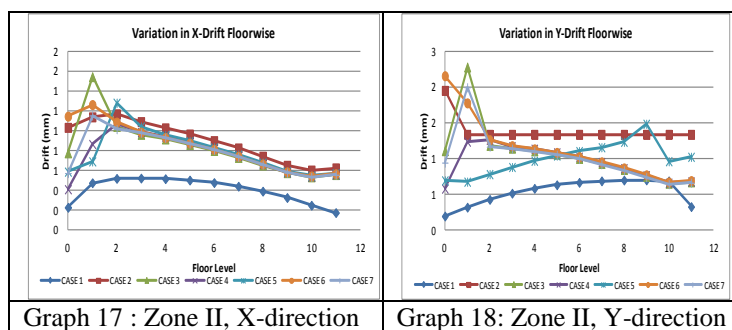 Variation in X-Drift Floorwise
2
2
2
1
1
1
1
0
0
0
Drift (mm)
0 2 4 6 8 10 12
Floor Level
CASE 1 CASE 2 CASE 3 CASE 4 CASE 5 CASE 6 CASE 7
Graph 17 : Zone II, X-direction
Variation in Y-Drift Floorwise
3
2
2
1
1
0
Drift (mm)
0 2 4 6 8 10 12
Floor Level
CASE 1 CASE 2 CASE 3 CASE 4 CASE 5 CASE 6 CASE 7
Graph 18: Zone II, Y-direction